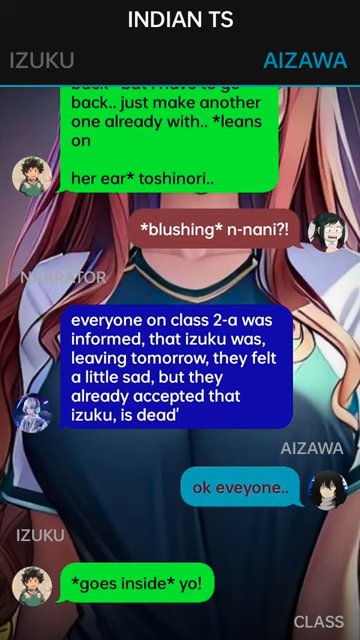 INDIAN TS
IZUKU
AIZAWA
back.. just make another
one already with.. *leans
on
her ear* toshinori..
*blushing* n-nani?!
NARRATOR
everyone on class 2-a was
informed, that izuku was,
leaving tomorrow, they felt
a little sad, but they
already accepted that
izuku, is dead'
AIZAWA
ok eveyone..
IZUKU
*goes inside* yo!
CLASS